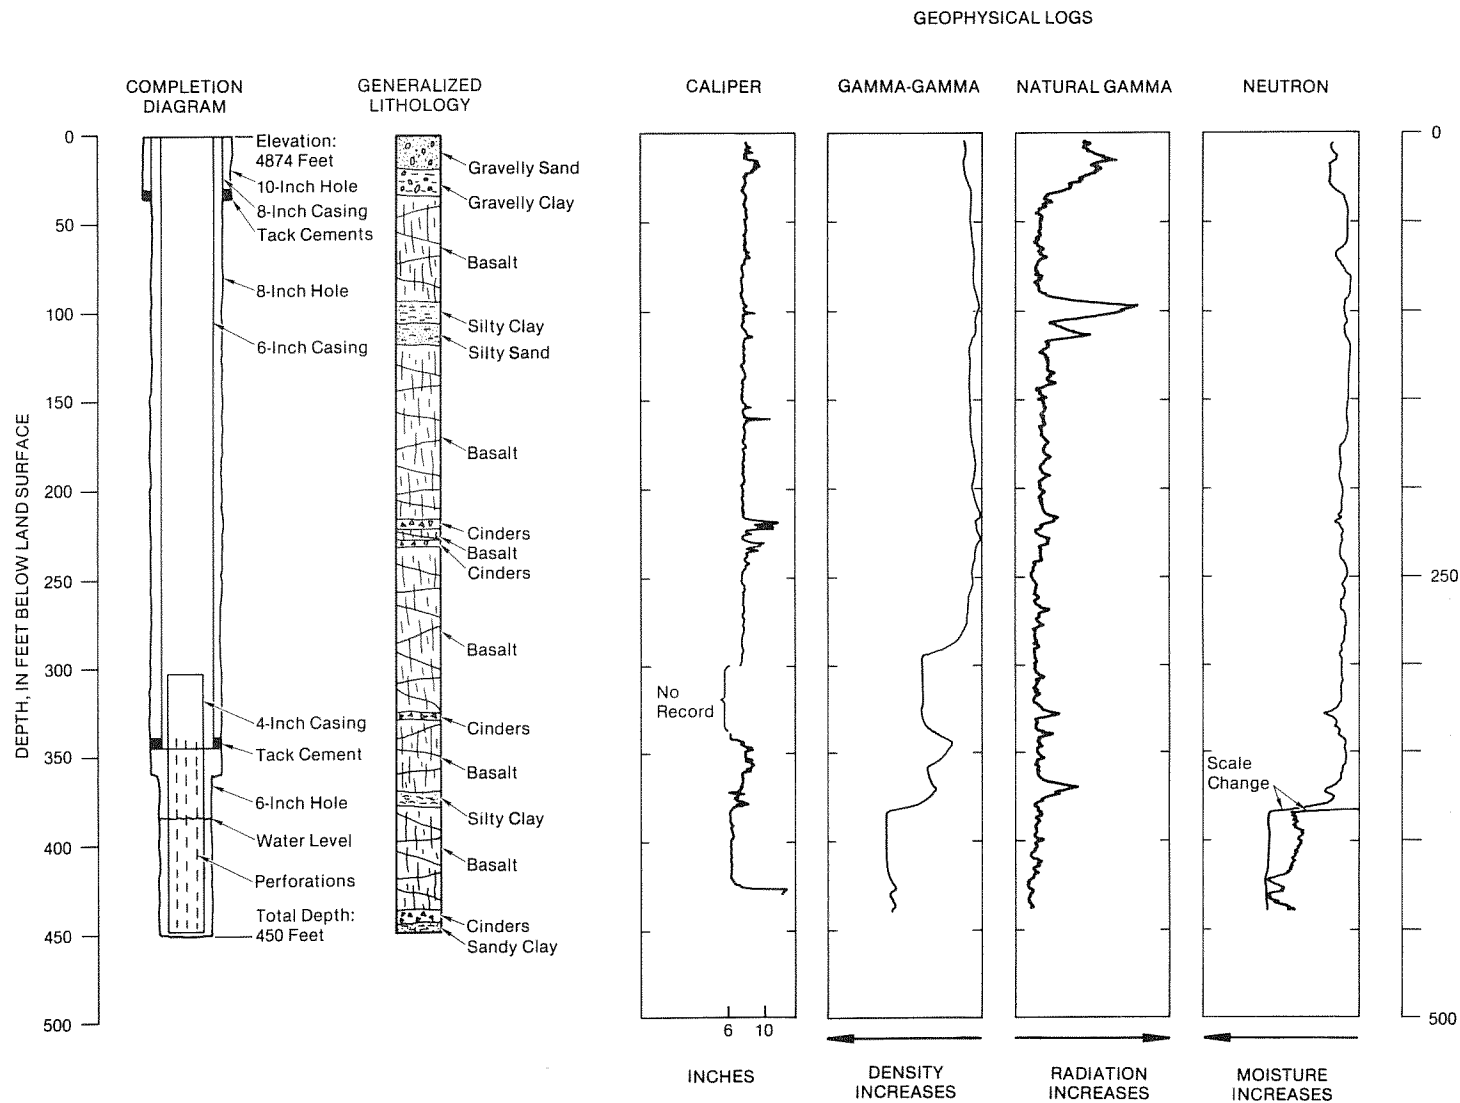 GEOPHYSICAL LOGS
COMPLETION
DIAGRAM
GENERALIZED
LITHOLOGY
CALIPER
GAMMA-GAMMA
NATURAL GAMMA
NEUTRON
DEPTH, IN FEET BELOW LAND SURFACE
0
50
100
150
200
250
300
350
400
450
500
Elevation:
4874 Feet
10-Inch Hole
8-Inch Casing
Tack Cements
8-Inch Hole
6-Inch Casing
4-Inch Casing
Tack Cement
6-Inch Hole
Water Level
Perforations
Total Depth:
450 Feet
Gravelly Sand
Gravelly Clay
Basalt
Silty Clay
Silty Sand
Basalt
Cinders
Basalt
Cinders
Basalt
Cinders
Basalt
Silty Clay
Basalt
Cinders
Sandy Clay
No
Record
6 10
INCHES
DENSITY
INCREASES
RADIATION
INCREASES
Scale
Change
MOISTURE
INCREASES
0
250
500